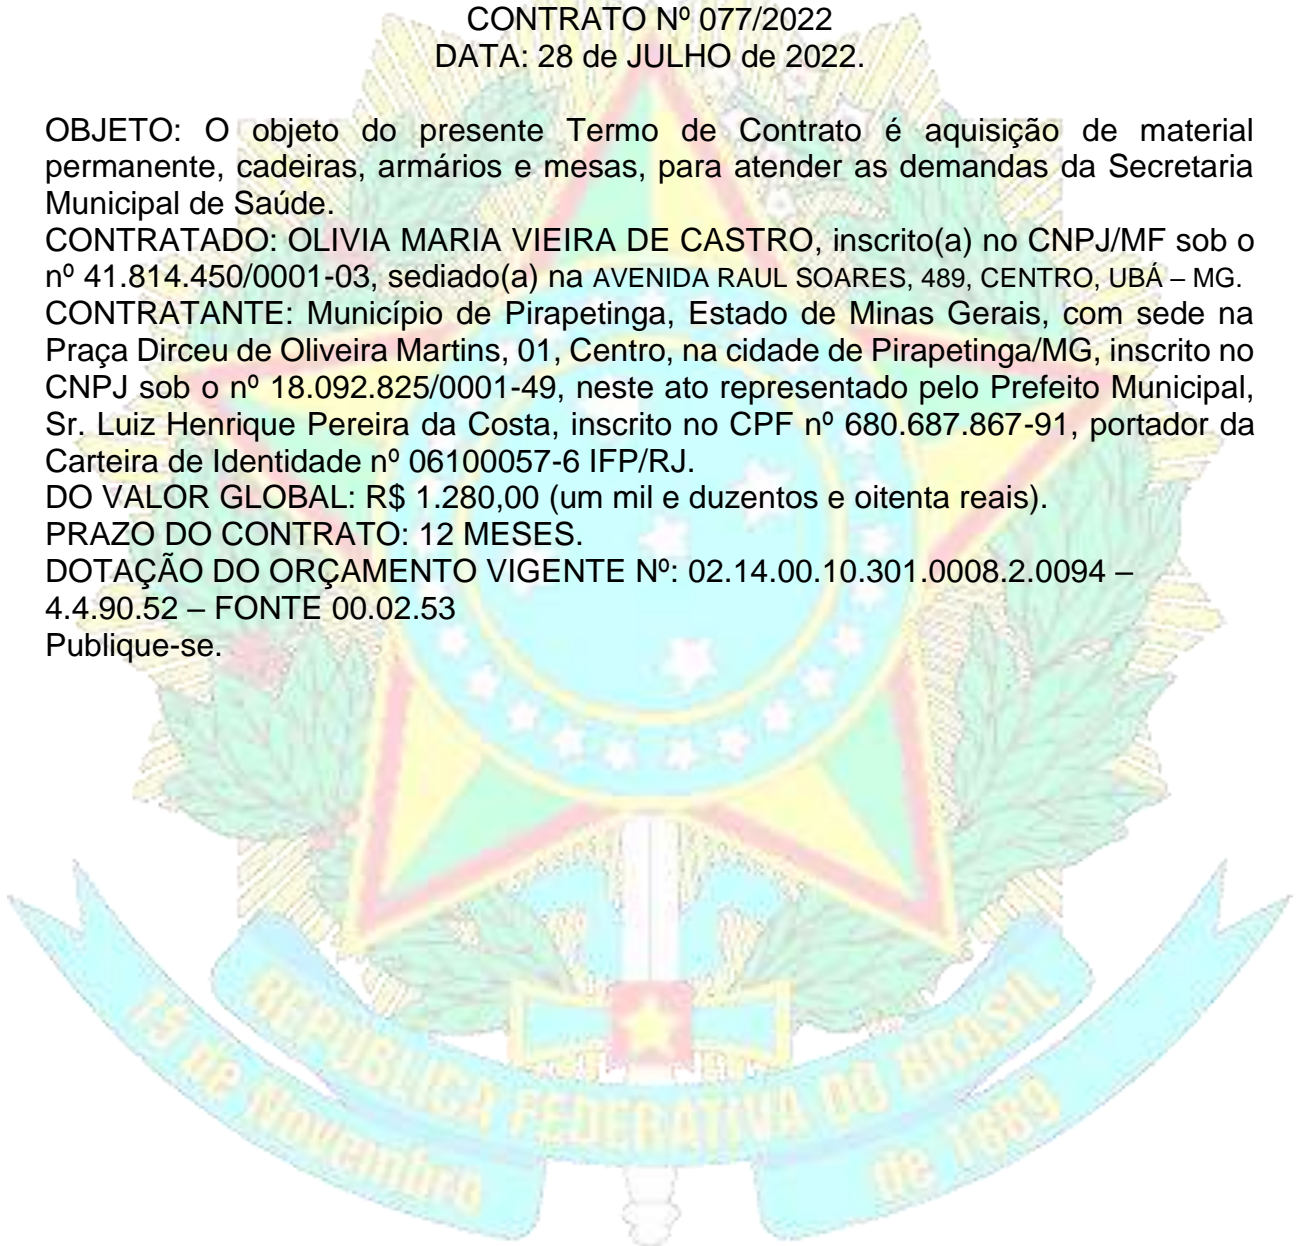 CONTRATO Nº 077/2022
DATA: 28 de JULHO de 2022.
OBJETO: O objeto do presente Termo de Contrato é aquisição de material
permanente, cadeiras, armários e mesas, para atender as demandas da Secretaria
Municipal de Saúde.
CONTRATADO: OLIVIA MARIA VIEIRA DE CASTRO, inscrito(a) no CNPJ/MF sob o
nº 41.814.450/0001-03, sediado(a) na AVENIDA RAUL SOARES, 489, CENTRO, UBÁ – MG.
CONTRATANTE: Município de Pirapetinga, Estado de Minas Gerais, com sede na
Praça Dirceu de Oliveira Martins, 01, Centro, na cidade de Pirapetinga/MG, inscrito no
CNPJ sob o nº 18.092.825/0001-49, neste ato representado pelo Prefeito Municipal,
Sr. Luiz Henrique Pereira da Costa, inscrito no CPF nº 680.687.867-91, portador da
Carteira de Identidade nº 06100057-6 IFP/RJ.
DO VALOR GLOBAL: R$ 1.280,00 (um mil e duzentos e oitenta reais).
PRAZO DO CONTRATO: 12 MESES.
DOTAÇÃO DO ORÇAMENTO VIGENTE Nº: 02.14.00.10.301.0008.2.0094 –
4.4.90.52 – FONTE 00.02.53
Publique-se.
REPÚBLICA FEDERATIVA DO BRASIL
15 de Novembro
de 1889